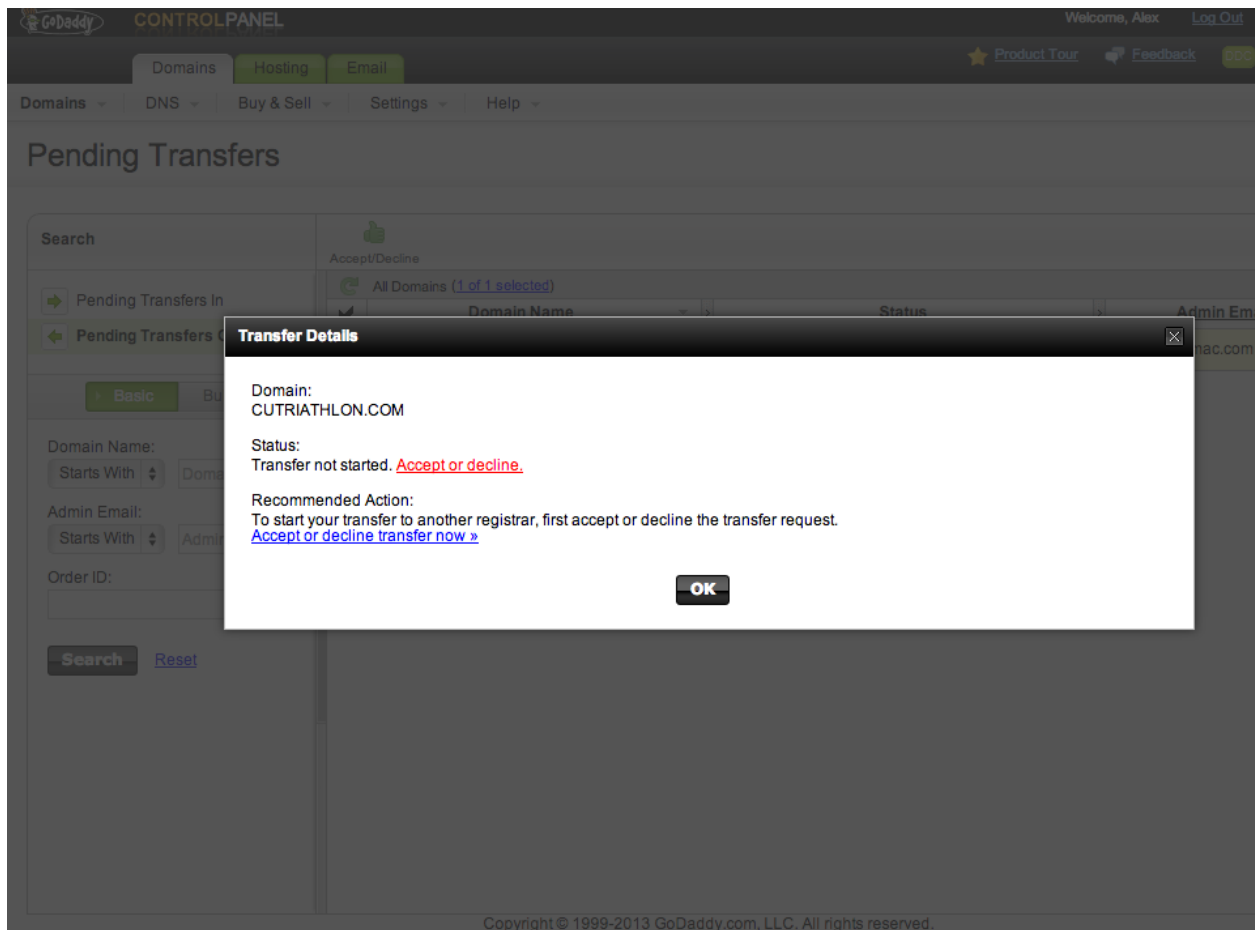 GoDaddy CONTROLPANEL Welcome, Alex Log Out
Domains Hosting Email Product Tour Feedback
Domains DNS Buy & Sell Settings Help
Pending Transfers
Search
Accept/Decline
All Domains (1 of 1 selected)
Pending Transfers In
Domain Name Status Admin
Pending Transfers
Transfer Details
mac.com
Domain:
CUTRIATHLON.COM
Basic
Status:
Transfer not started. Accept or decline.
Domain Name:
Starts With
Recommended Action:
To start your transfer to another registrar, first accept or decline the transfer request.
Accept or decline transfer now »
Admin Email:
Starts With
Order ID:
OK
Search Reset
Copyright © 1999-2013 GoDaddy.com, LLC. All rights reserved.